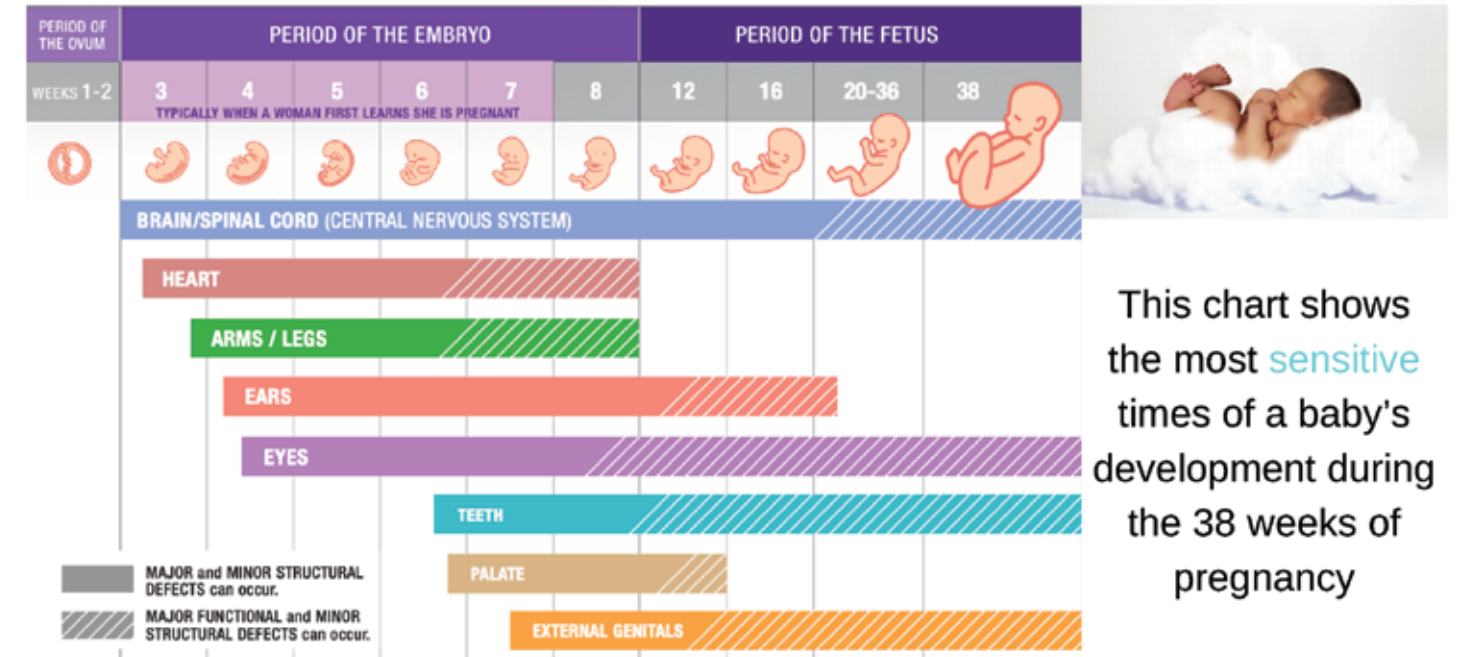 PERIOD OF
THE OVUM
PERIOD OF THE EMBRYO
PERIOD OF THE FETUS
WEEKS 1-2
3
4
5
6
7
8
12
16
20-36
38
TYPICALLY WHEN A WOMAN FIRST LEARNS SHE IS PREGNANT
BRAIN/SPINAL CORD (CENTRAL NERVOUS SYSTEM)
HEART
ARMS / LEGS
EARS
EYES
TEETH
PALATE
EXTERNAL GENITALS
MAJOR and MINOR STRUCTURAL
DEFECTS can occur.
MAJOR FUNCTIONAL and MINOR
STRUCTURAL DEFECTS can occur.
This chart shows
the most sensitive
times of a baby's
development during
the 38 weeks of
pregnancy